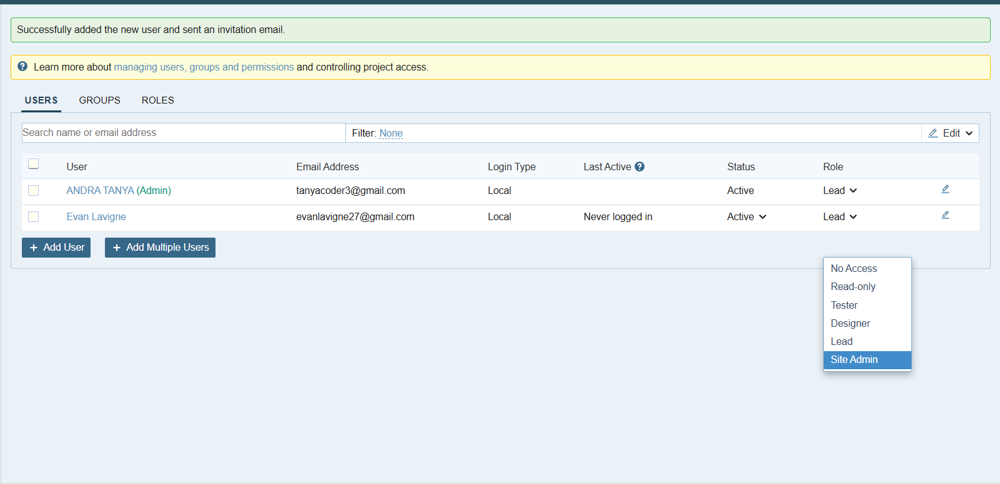 Successfully added the new user and sent an invitation email.
Learn more about managing users, groups and permissions and controlling project access.
USERS GROUPS ROLES
Search name or email address Filter: None Edit
User Email Address Login Type Last Active Status Role
ANDRA TANYA (Admin) tanyacoder3@gmail.com Local Active Lead
Evan Lavigne evanlavigne27@gmail.com Local Never logged in Active Lead
+ Add User + Add Multiple Users
No Access
Read-only
Tester
Designer
Lead
Site Admin